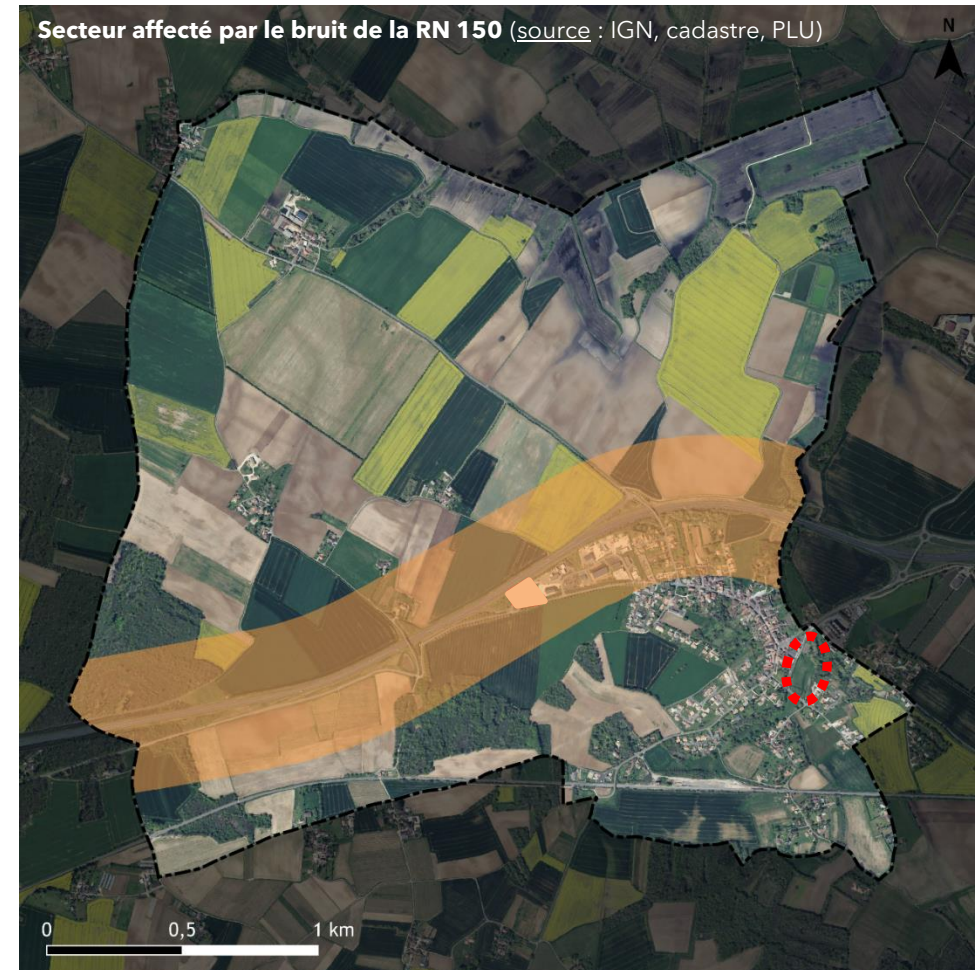 Secteur affecté par le bruit de la RN 150 (source : IGN, cadastre, PLU)
N
0 0,5 1 km